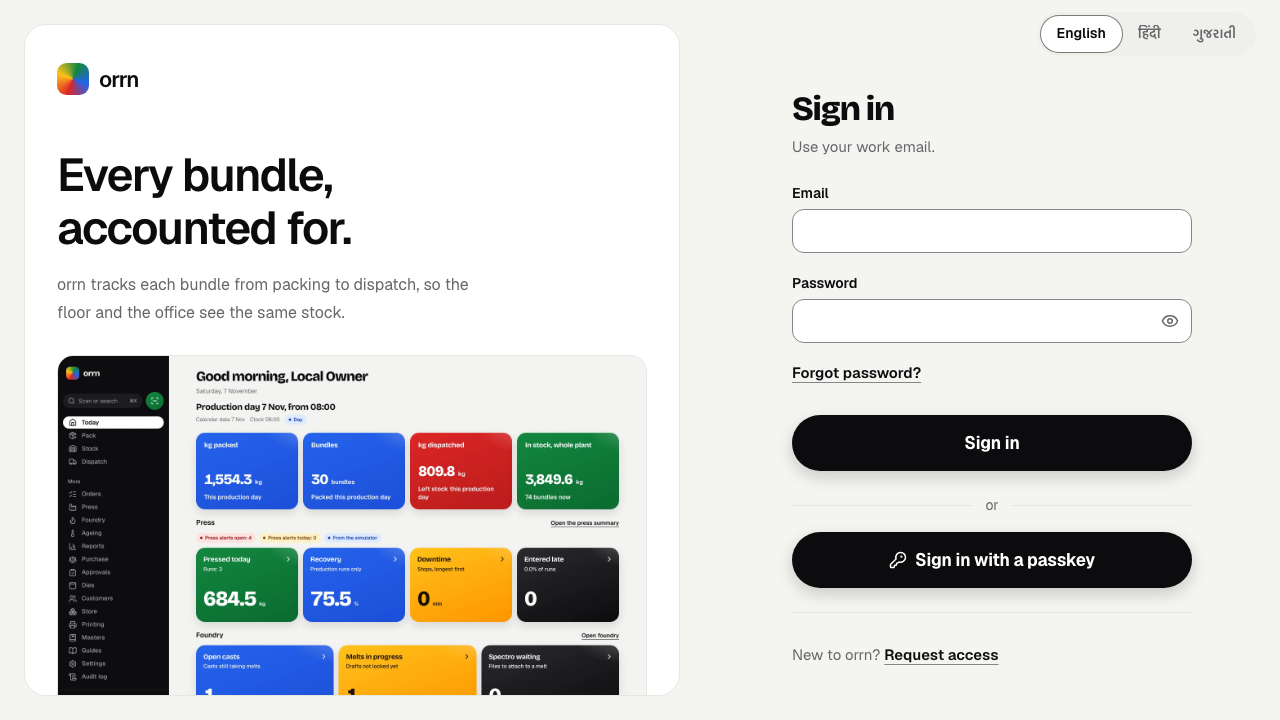 orrn
Every bundle,
accounted for.
orrn tracks each bundle from packing to dispatch, so the
floor and the office see the same stock.
orrn
Scan or search ⌘K
Today
Pack
Stock
Dispatch
More
Orders
Press
Foundry
Ageing
Reports
Purchase
Approvals
Dies
Customers
Store
Printing
Masters
Guides
Settings
Audit log
Good morning, Local Owner
Saturday, 7 November
Production day 7 Nov, from 08:00
Calendar date 7 Nov Clock 08:00 Day
kg packed
1,554.3 kg
This production day
Bundles
30 bundles
Packed this production day
kg dispatched
809.8 kg
Left stock this production
day
In stock, whole plant
3,849.6 kg
74 bundles now
Press
Open the press summary
Press alerts open: 4
Press alerts today: 0
From the simulator
Pressed today
Runs: 3
684.5 kg
Recovery
Production runs only
75.5 %
Downtime
Stops, longest first
0 min
Entered late
0.0% of runs
0
Foundry
Open foundry
Open casts
Casts still taking melts
1
Melts in progress
Drafts not locked yet
1
Spectro waiting
Files to attach to a melt
0
English
हिंदी
ગુજરાતી
Sign in
Use your work email.
Email
Password
Forgot password?
Sign in
or
Sign in with a passkey
New to orrn? Request access